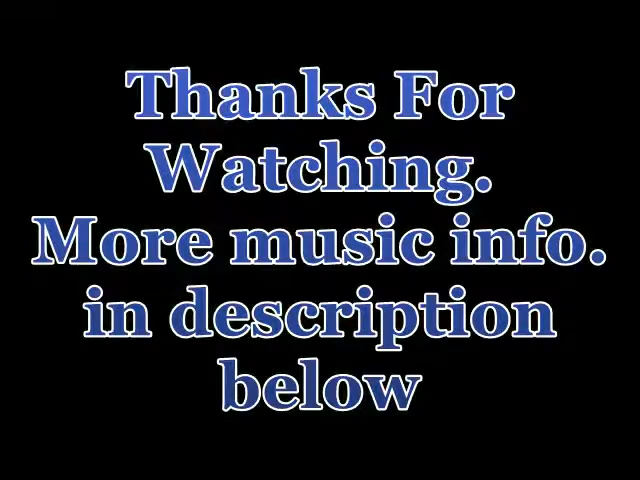 Thanks For
Watching.
More music info.
in description
below